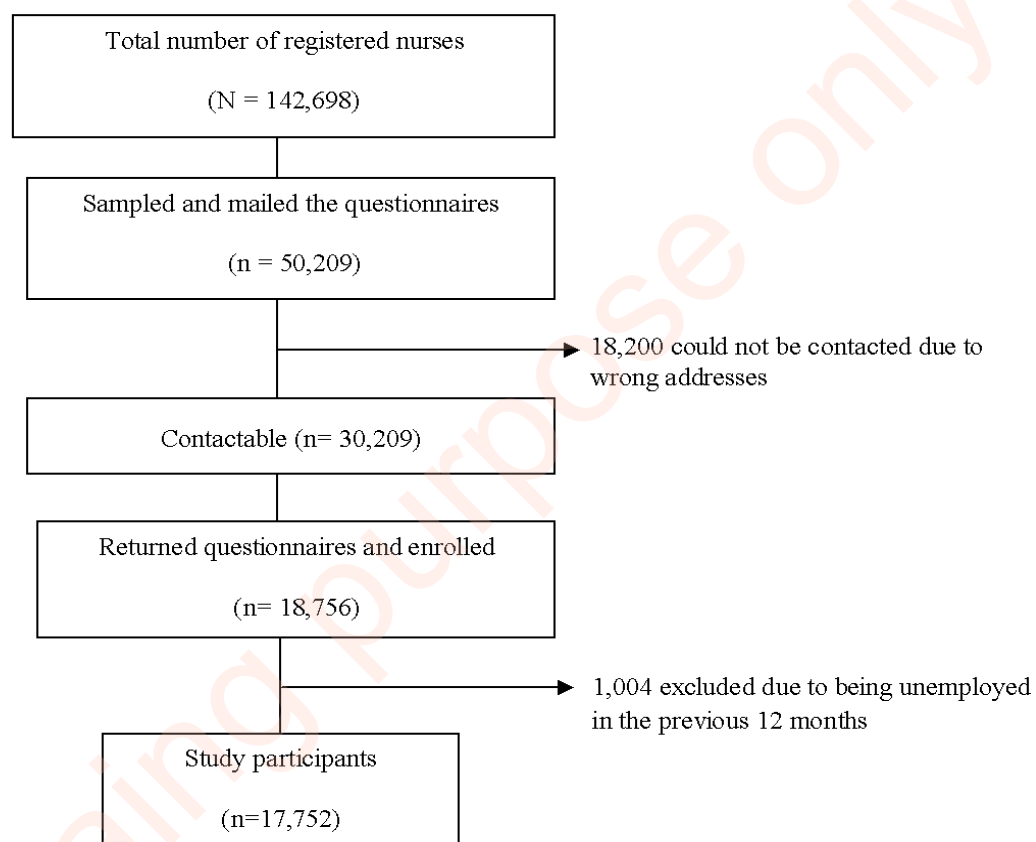 Total number of registered nurses
(N = 142,698)
Sampled and mailed the questionnaires
(n = 50,209)
18,200 could not be contacted due to
wrong addresses
Contactable (n= 30,209)
Returned questionnaires and enrolled
(n= 18,756)
1,004 excluded due to being unemployed
in the previous 12 months
Study participants
(n=17,752)
aining purpose only